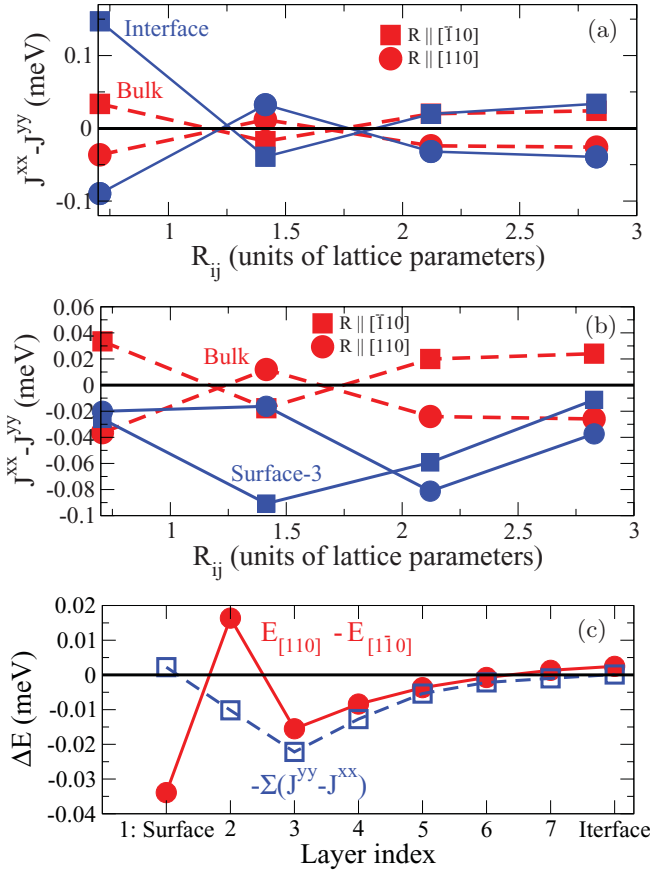 (a)
Interface
R || [1̅10]
R || [110]
Bulk
0.1
0
-0.1
J^xx-J^yy (meV)
1 1.5 2 2.5 3
R_ij (units of lattice parameters)
(b)
0.06
0.04
0.02
0
-0.02
-0.04
-0.06
-0.08
-0.1
J^xx-J^yy (meV)
R || [1̅10]
R || [110]
Bulk
Surface-3
1 1.5 2 2.5 3
R_ij (units of lattice parameters)
(c)
0.02
0.01
0
-0.01
-0.02
-0.03
-0.04
ΔE (meV)
E_[110] -E_[11̅0]
-Σ(J^yy-J^xx)
1: Surface 2 3 4 5 6 7 Iterface
Layer index